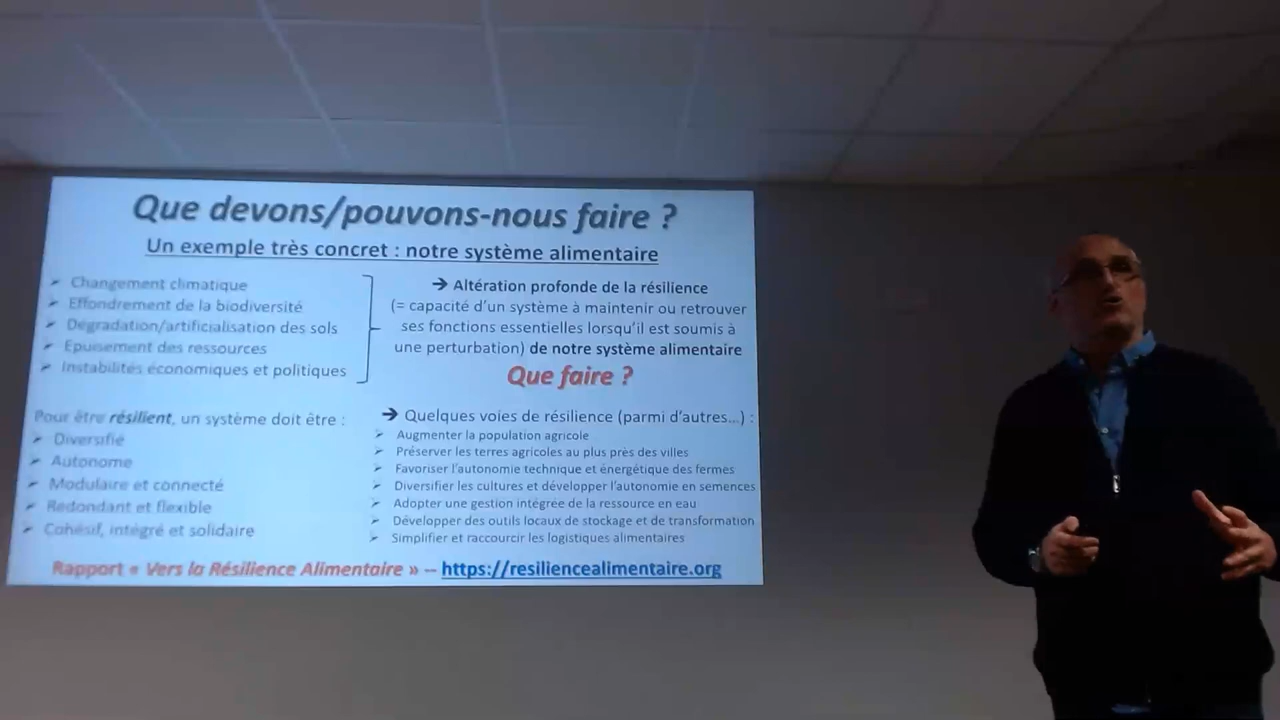 Que devons/pouvons-nous faire ?
Un exemple très concret : notre système alimentaire
➢ Changement climatique
➢ Effondrement de la biodiversité
➢ Dégradation/artificialisation des sols
➢ Epuisement des ressources
➢ Instabilités économiques et politiques
➔ Altération profonde de la résilience
(= capacité d'un système à maintenir ou retrouver
ses fonctions essentielles lorsqu'il est soumis à
une perturbation) de notre système alimentaire
Que faire ?
Pour être résilient, un système doit être :
➢ Diversifié
➢ Autonome
➢ Modulaire et connecté
➢ Redondant et flexible
➢ Cohésif, intégré et solidaire
➔ Quelques voies de résilience (parmi d'autres...) :
➢ Augmenter la population agricole
➢ Préserver les terres agricoles au plus près des villes
➢ Favoriser l'autonomie technique et énergétique des fermes
➢ Diversifier les cultures et développer l'autonomie en semences
➢ Adopter une gestion intégrée de la ressource en eau
➢ Développer des outils locaux de stockage et de transformation
➢ Simplifier et raccourcir les logistiques alimentaires
Rapport « Vers la Résilience Alimentaire » – https://resiliencealimentaire.org